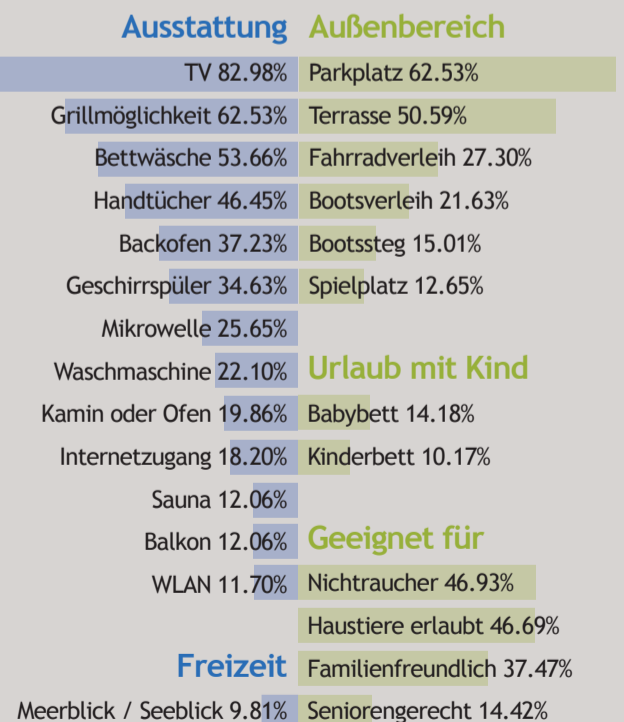 Ausstattung
TV 82.98%
Grillmöglichkeit 62.53%
Bettwäsche 53.66%
Handtücher 46.45%
Backofen 37.23%
Geschirrspüler 34.63%
Mikrowelle 25.65%
Waschmaschine 22.10%
Kamin oder Ofen 19.86%
Internetzugang 18.20%
Sauna 12.06%
Balkon 12.06%
WLAN 11.70%
Freizeit
Meerblick / Seeblick 9.81%
Außenbereich
Parkplatz 62.53%
Terrasse 50.59%
Fahrradverleih 27.30%
Bootsverleih 21.63%
Bootssteg 15.01%
Spielplatz 12.65%
Urlaub mit Kind
Babybett 14.18%
Kinderbett 10.17%
Geeignet für
Nichtraucher 46.93%
Haustiere erlaubt 46.69%
Familienfreundlich 37.47%
Seniorengerecht 14.42%